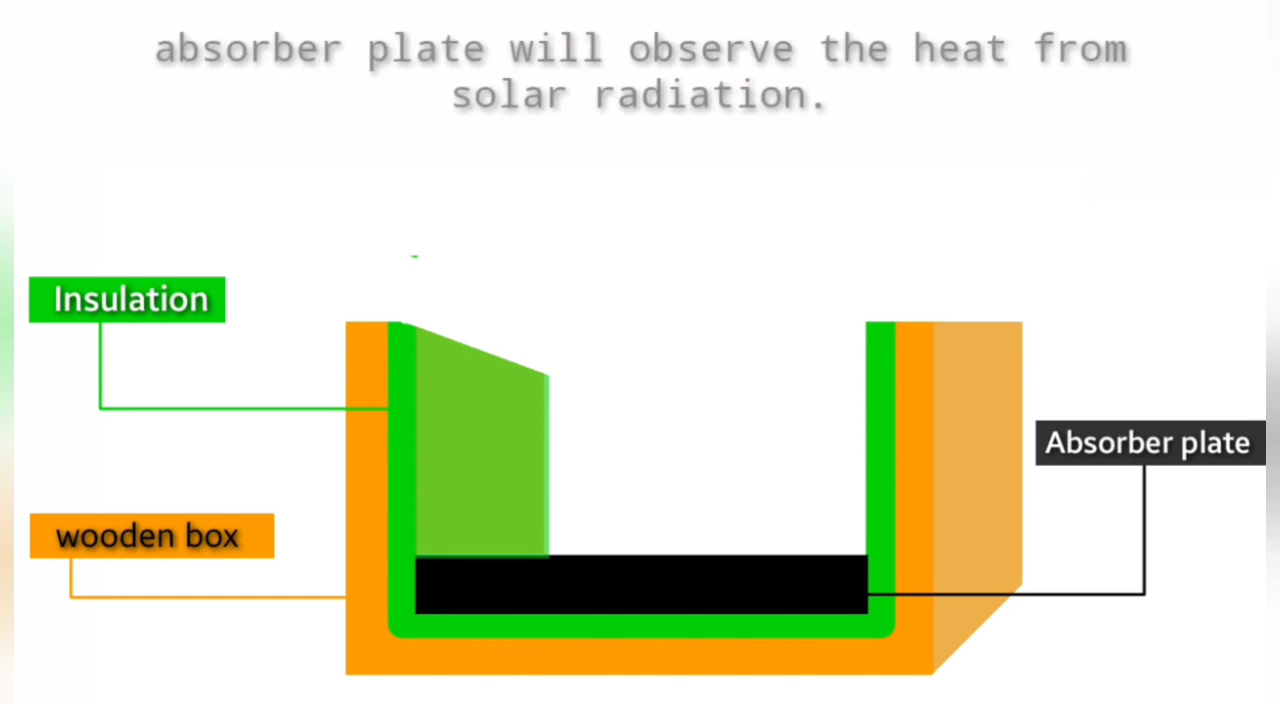 absorber plate will observe the heat from
solar radiation.
Insulation
Absorber plate
wooden box